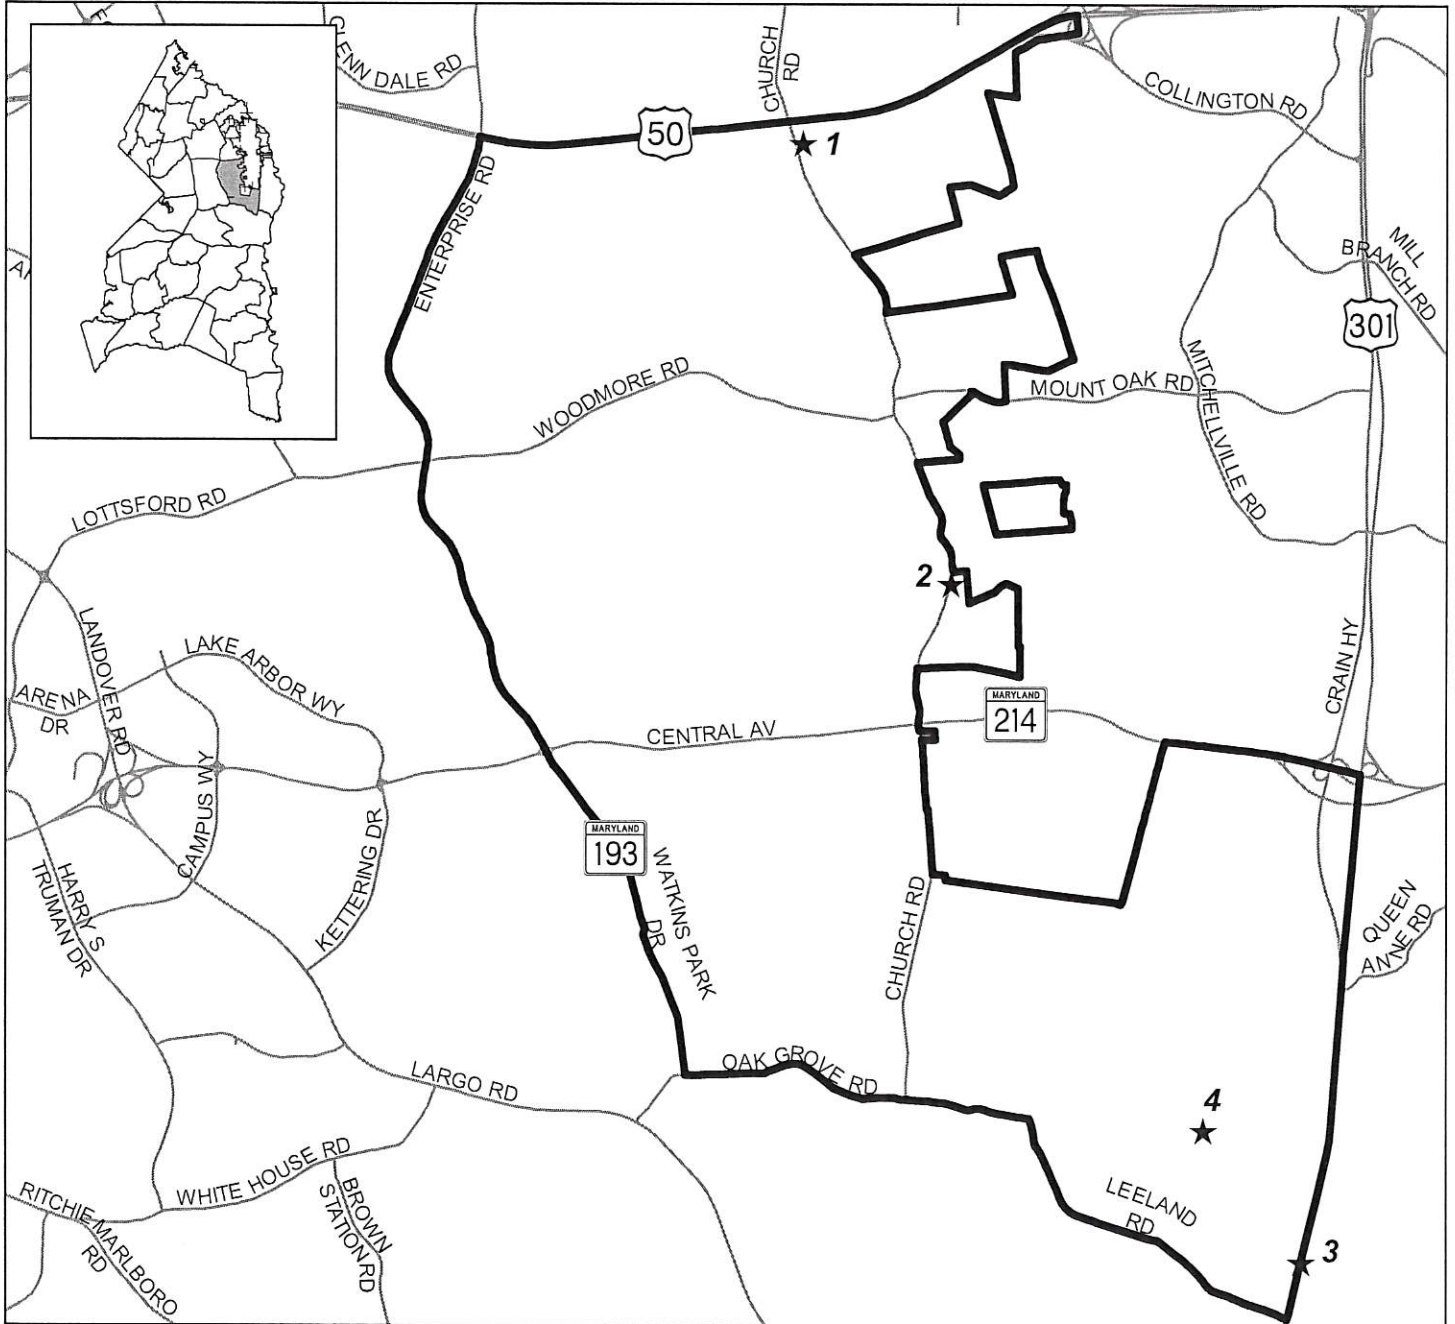 GLENN DALE RD
CHURCH
RD
COLLINGTON RD
50
1
ENTERPRISE RD
MILL
BRANCH RD
301
WOODMORE RD
MOUNT OAK RD
MITCHELLVILLE RD
LOTTSFORD RD
2
LANDOVER RD
LAKE ARBOR WY
ARENA
DR
CRAIN HY
MARYLAND
214
CENTRAL AV
CAMPUS WY
KETTERING DR
MARYLAND
193
WATKINS PARK
DR
HARRY S
TRUMAN DR
CHURCH RD
QUEEN
ANNE RD
OAK GROVE RD
LARGO RD
4
WHITE HOUSE RD
BROWN
STATION RD
LEELAND
RD
RITCHIE MARLBORO
RD
3